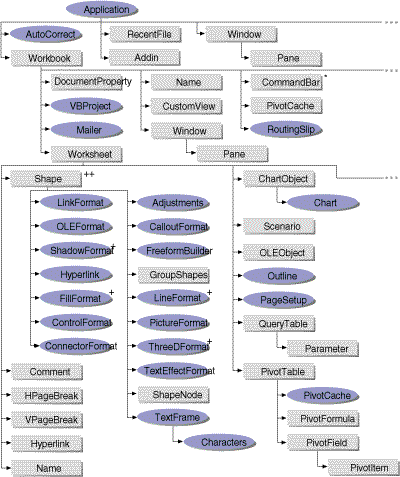 Application
AutoCorrect
RecentFile
Window
Workbook
Addin
Pane
DocumentProperty
Name
CommandBar *
VBProject
CustomView
PivotCache
Mailer
Window
RoutingSlip
Worksheet
Pane
Shape ++
ChartObject
LinkFormat
Adjustments
Chart
OLEFormat
CalloutFormat
Scenario
ShadowFormat +
FreeformBuilder
OLEObject
Hyperlink
GroupShapes
Outline
FillFormat +
LineFormat +
PageSetup
ControlFormat
PictureFormat
QueryTable
ConnectorFormat
ThreeDFormat +
Parameter
Comment
TextEffectFormat
PivotTable
HPageBreak
ShapeNode
PivotCache
VPageBreak
TextFrame
PivotFormula
Hyperlink
Characters
PivotField
Name
PivotItem